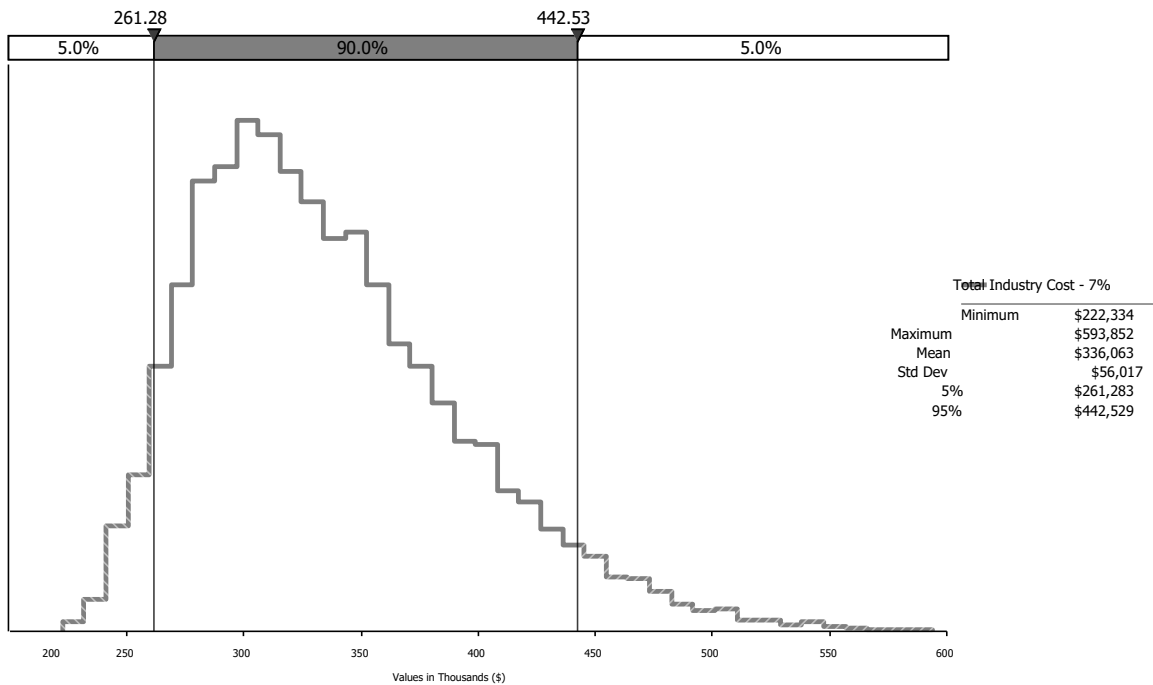 261.28 442.53
5.0% 90.0% 5.0%
Total Industry Cost - 7%
Minimum $222,334
Maximum $593,852
Mean $336,063
Std Dev $56,017
5% $261,283
95% $442,529
200 250 300 350 400 450 500 550 600
Values in Thousands ($)